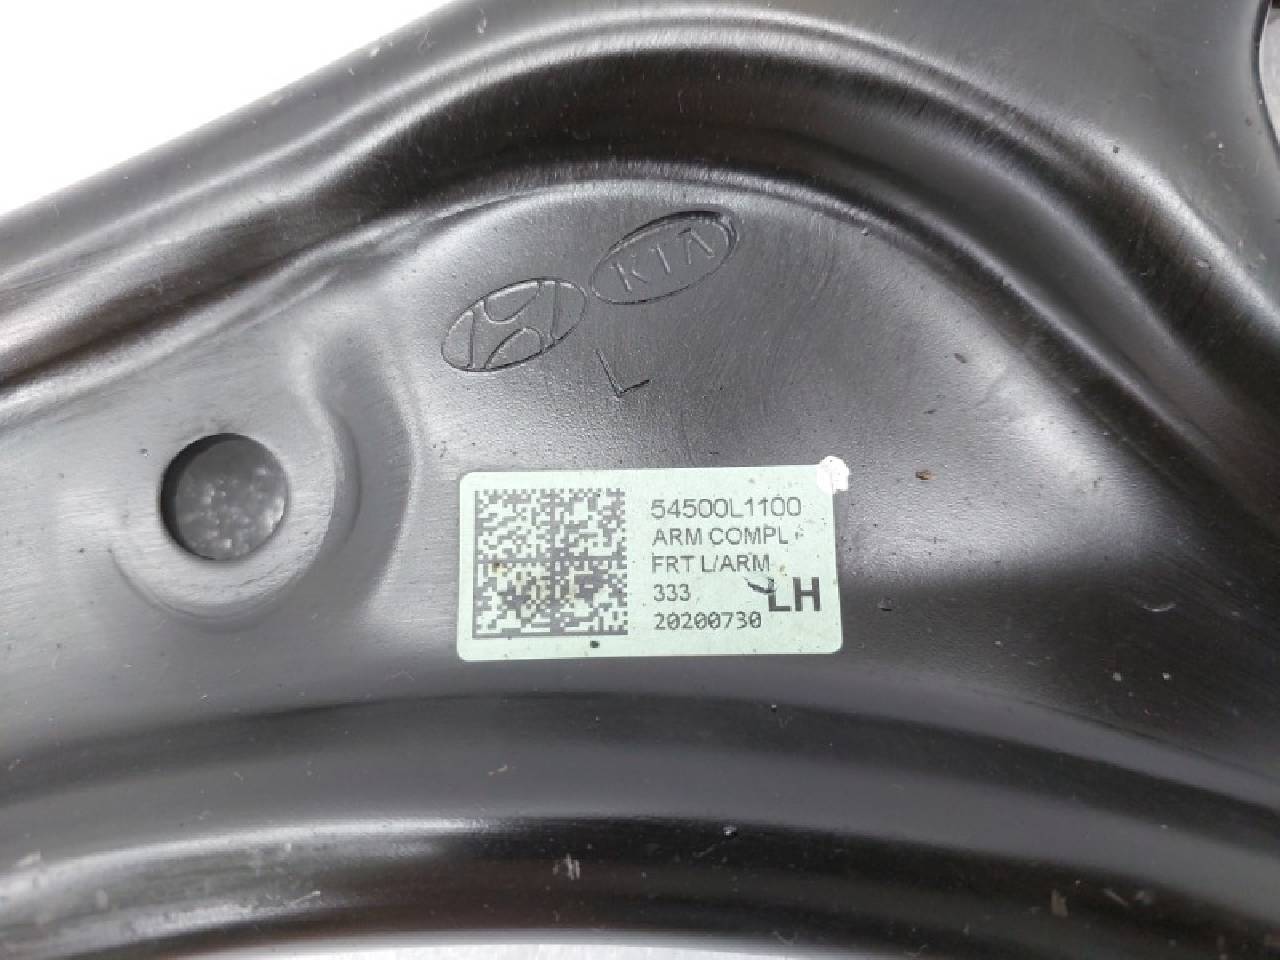 KIA
L
54500L1100
ARM COMPL -
FRT L/ARM
333 LH
20200730